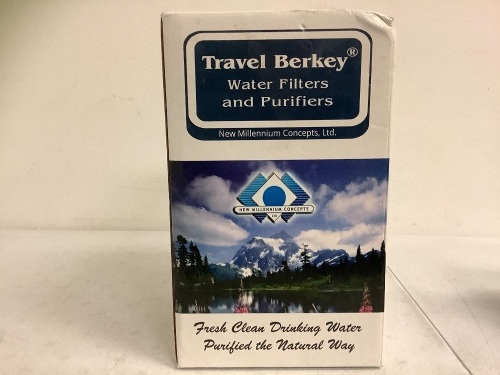 Travel Berkey®
Water Filters
and Purifiers
New Millennium Concepts, Ltd.
NEW MILLENNIUM CONCEPTS
LTD
Fresh Clean Drinking Water
Purified the Natural Way